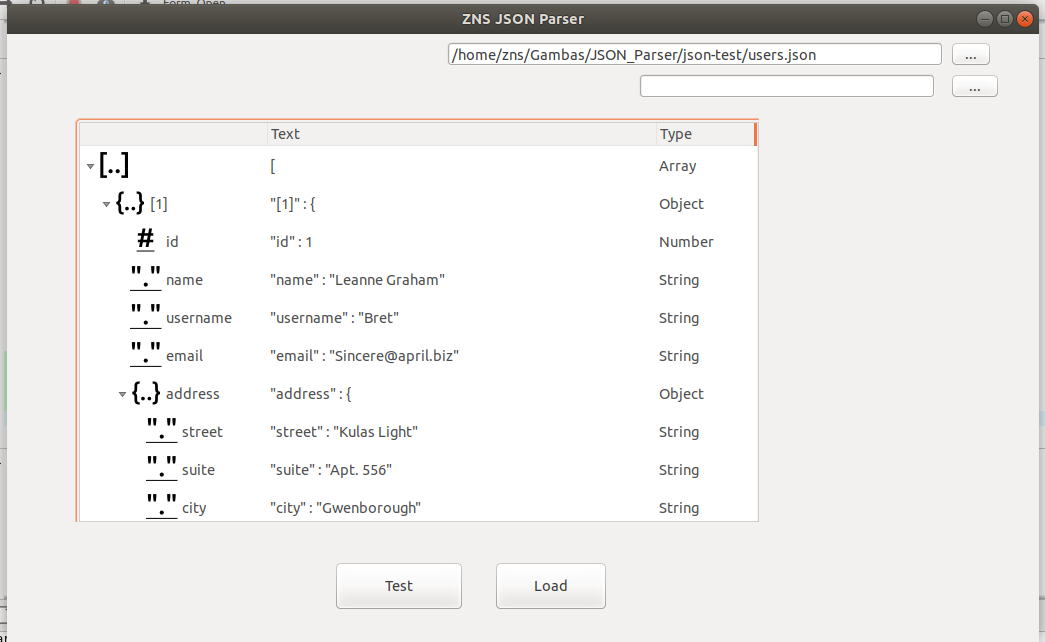 Form_Open
ZNS JSON Parser
/home/zns/Gambas/JSON_Parser/json-test/users.json ...
...
Text Type
[..] [ Array
{..} [1] "[1]" : { Object
# id "id" : 1 Number
"." name "name" : "Leanne Graham" String
"." username "username" : "Bret" String
"." email "email" : "Sincere@april.biz" String
{..} address "address" : { Object
"." street "street" : "Kulas Light" String
"." suite "suite" : "Apt. 556" String
"." city "city" : "Gwenborough" String
Test Load